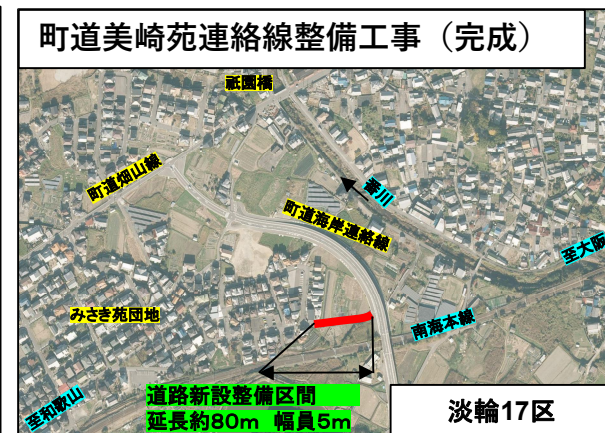 町道美崎苑連絡線整備工事（完成）
祇園橋
町道畑山線
番川
町道海岸連絡線
至大阪
みさき苑団地
南海本線
至和歌山
道路新設整備区間
延長約80m 幅員5m
淡輪17区